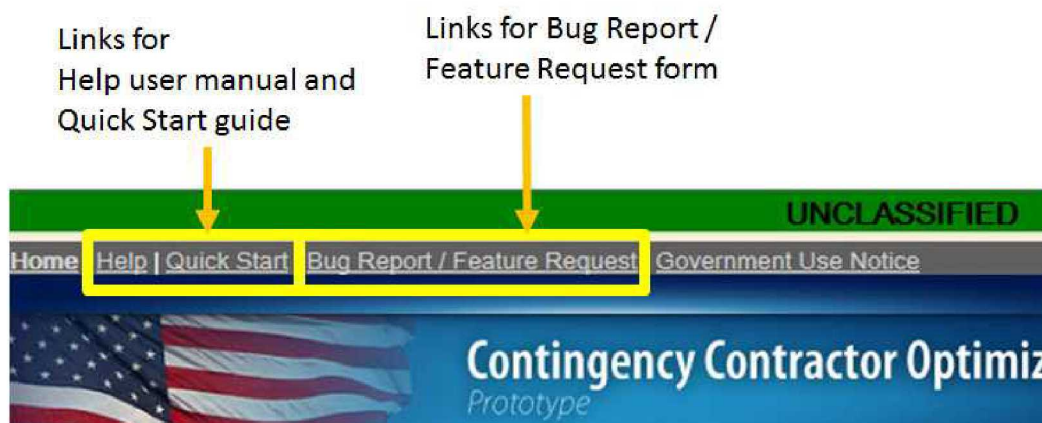 Links for
Help user manual and
Quick Start guide
Links for Bug Report /
Feature Request form
UNCLASSIFIED
Home Help | Quick Start Bug Report / Feature Request Government Use Notice
Contingency Contractor Optimiz
Prototype